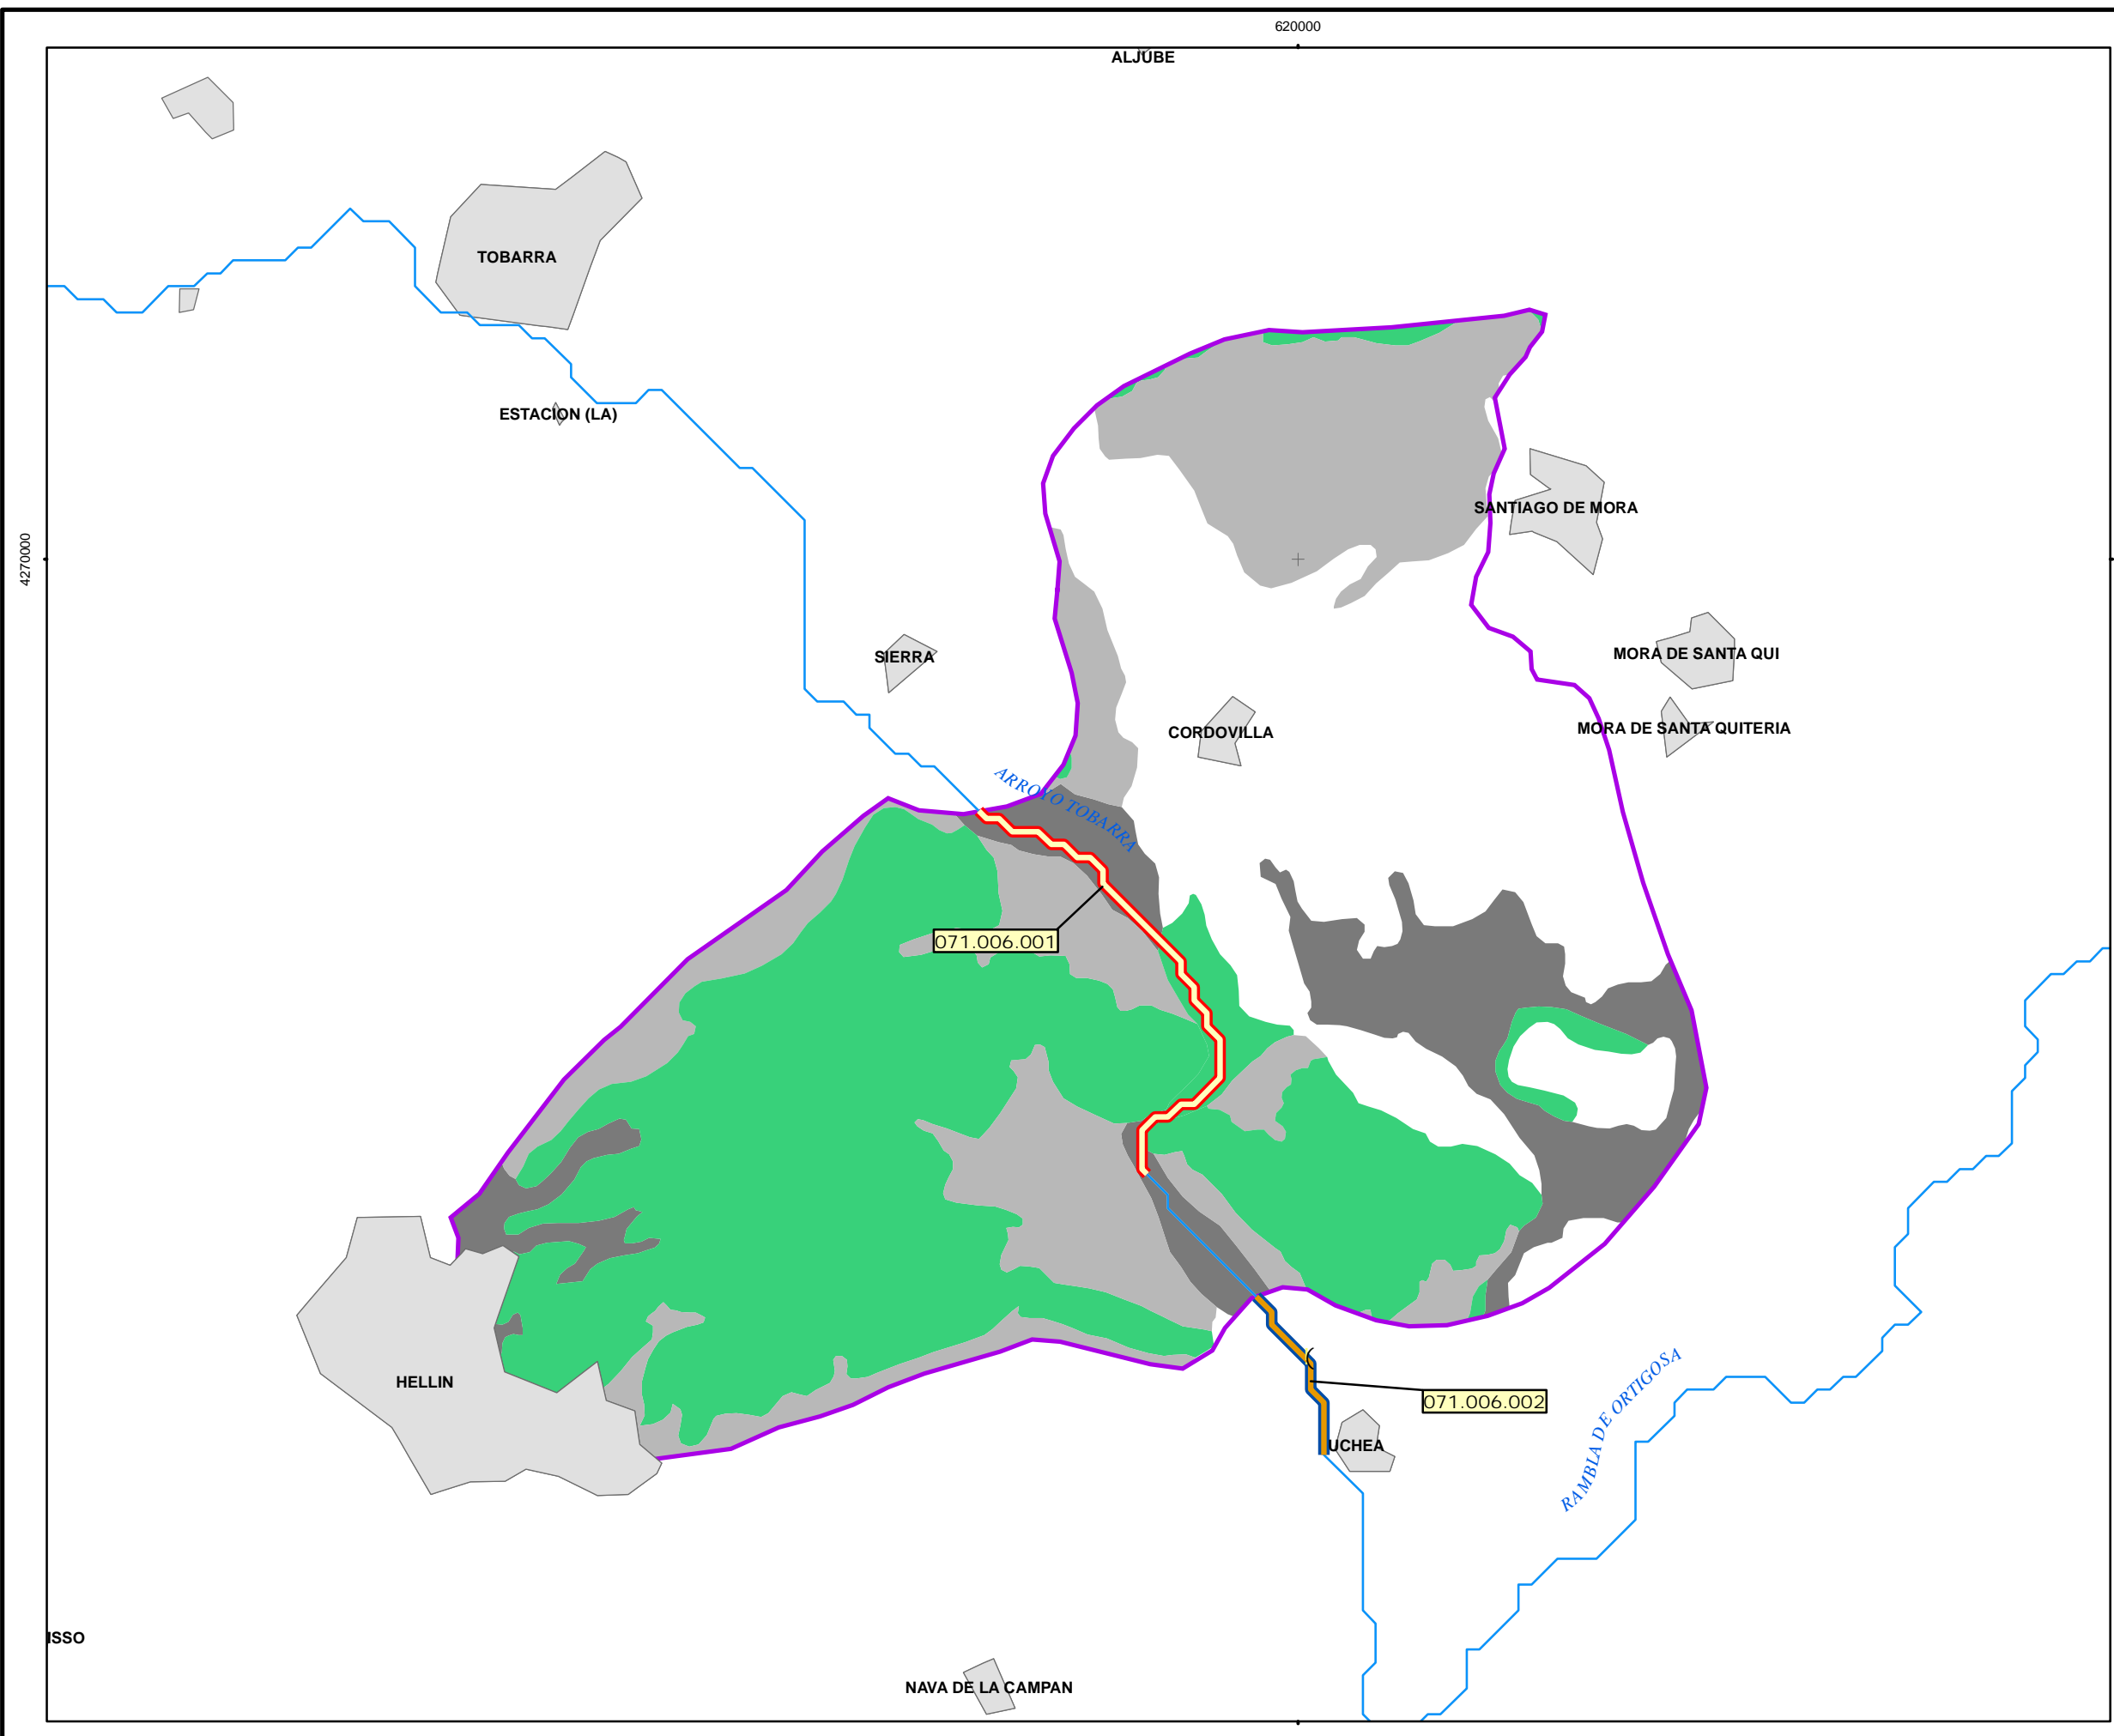 620000
ALJUBE
TOBARRA
ESTACION (LA)
SANTIAGO DE MORA
4270000
SIERRA
MORA DE SANTA QUI
CORDOVILLA
MORA DE SANTA QUITERIA
ARROYO TOBARRA
071.006.001
HELLIN
071.006.002
UCHEA
RAMBLA DE ORTIGOSA
ISSO
NAVA DE LA CAMPAN